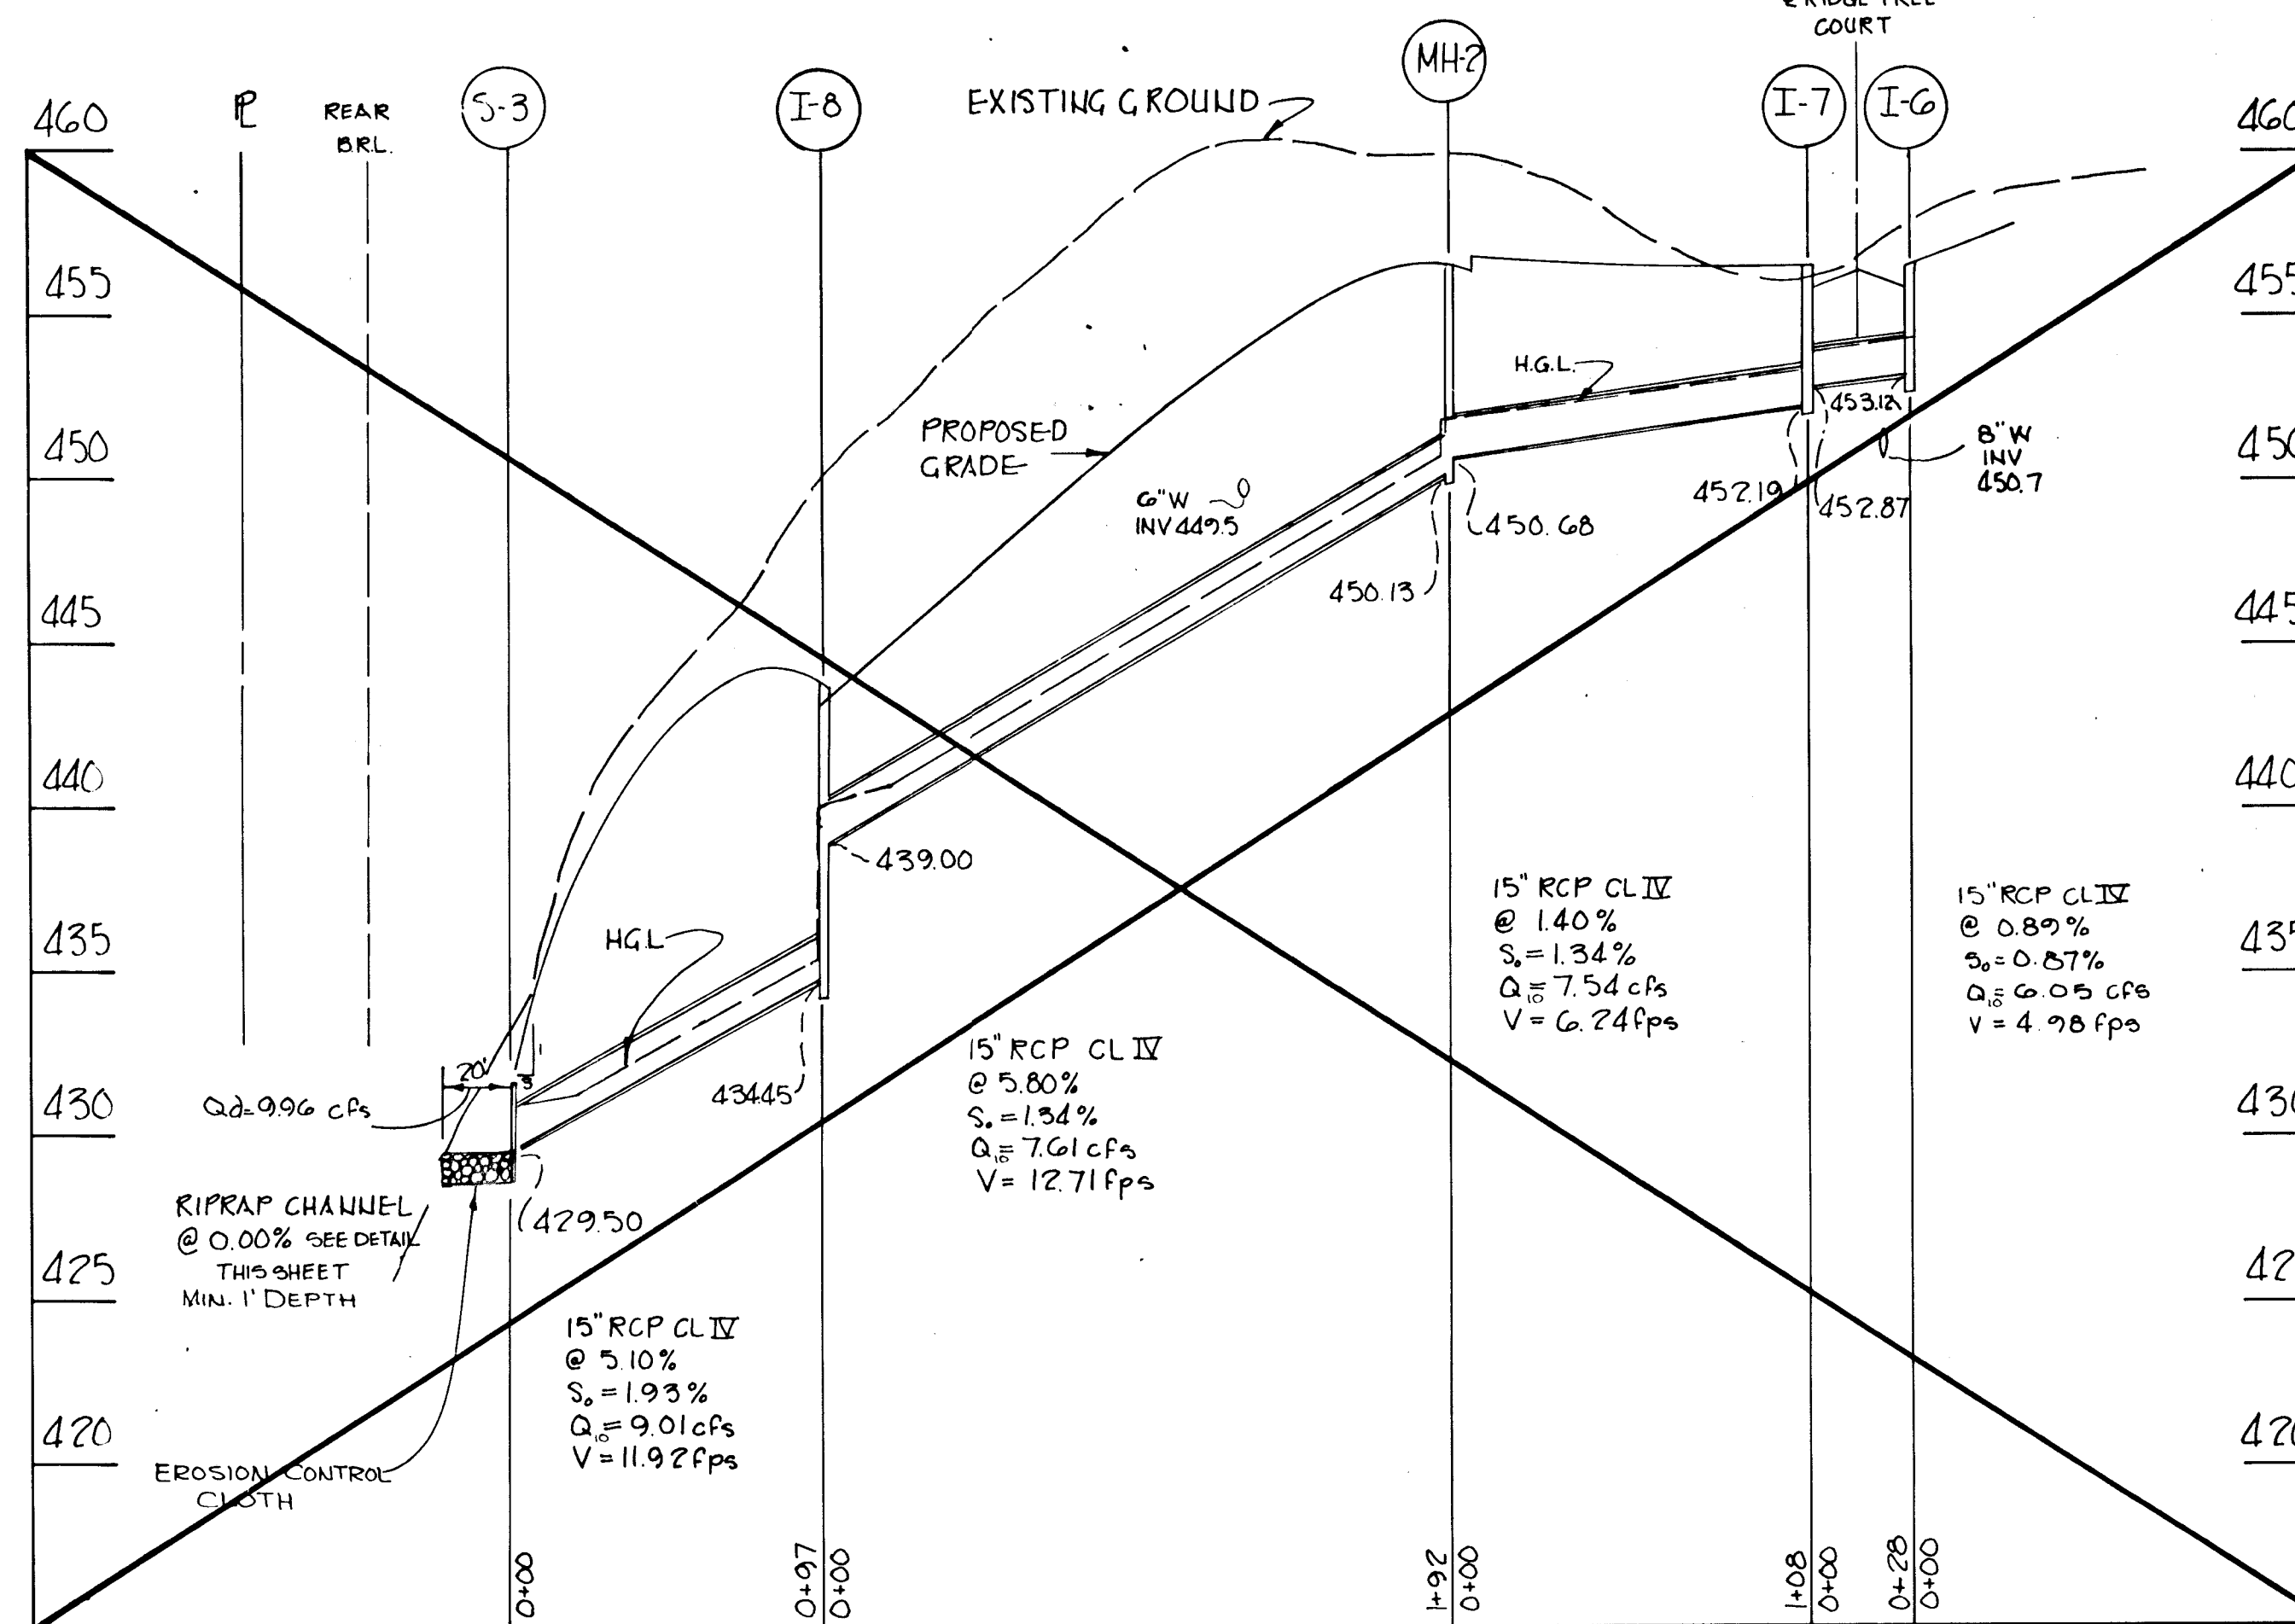 COURT
MH-2
S-3
I-8
I-7
I-6
EXISTING GROUND
PL
REAR
B.R.L.
460
455
450
445
440
435
430
425
420
460
455
450
445
440
435
430
42
420
H.G.L.
PROPOSED
GRADE
6"W
INV 449.5
453.12
8"W
INV
450.7
452.19
452.87
450.68
450.13
439.00
HGL
434.45
20'
1
3
Qd=9.96 cfs
429.50
RIPRAP CHANNEL
@ 0.00% SEE DETAIL
THIS SHEET
MIN. 1' DEPTH
EROSION CONTROL
CLOTH
15" RCP CL IV
@ 5.10%
S₀ = 1.93%
Q₁₀ = 9.01 cfs
V = 11.92 fps
15" RCP CL IV
@ 5.80%
S₀ = 1.34%
Q₁₀ = 7.61 cfs
V = 12.71 fps
15" RCP CL IV
@ 1.40%
S₀ = 1.34%
Q₁₀ = 7.54 cfs
V = 6.24 fps
15" RCP CL IV
@ 0.89%
S₀ = 0.87%
Q₁₀ = 6.05 cfs
V = 4.98 fps
0+00
0+97
0+00
1+92
0+00
1+08
0+00
0+28
0+00